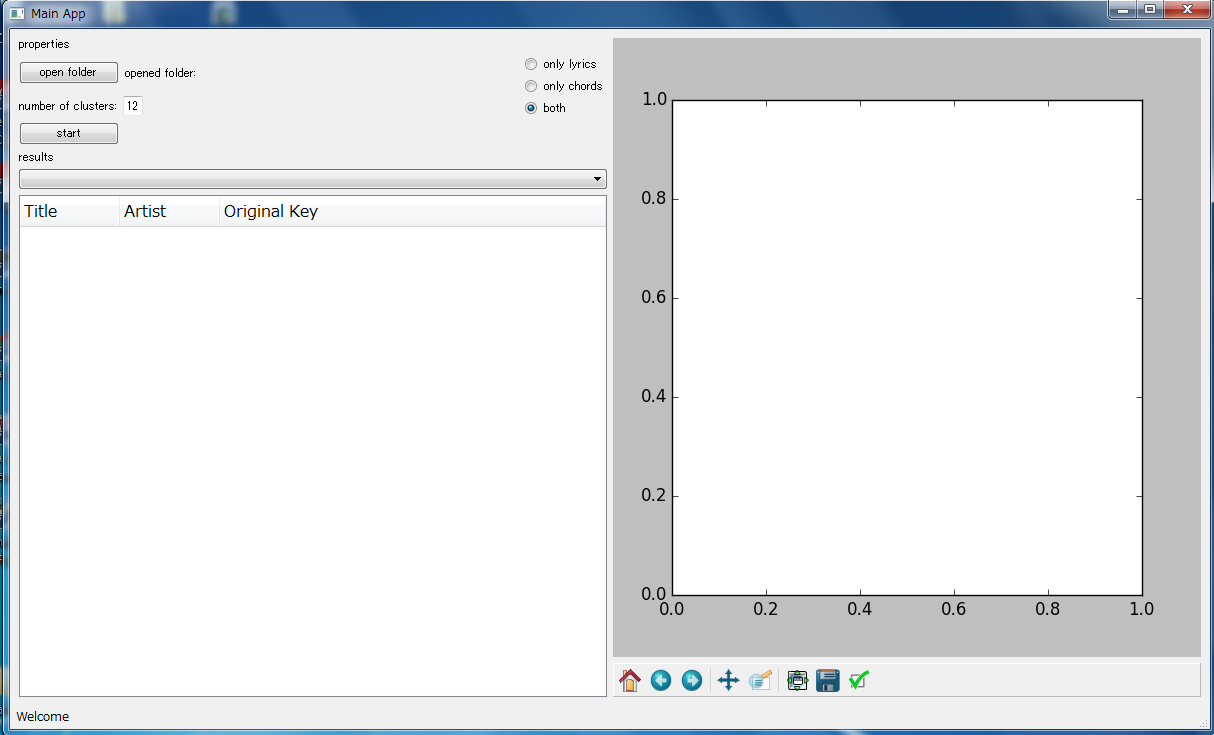 Main App
properties
open folder opened folder:
number of clusters: 12
start
only lyrics
only chords
both
results
Title Artist Original Key
1.0
0.8
0.6
0.4
0.2
0.0
0.0 0.2 0.4 0.6 0.8 1.0
Welcome